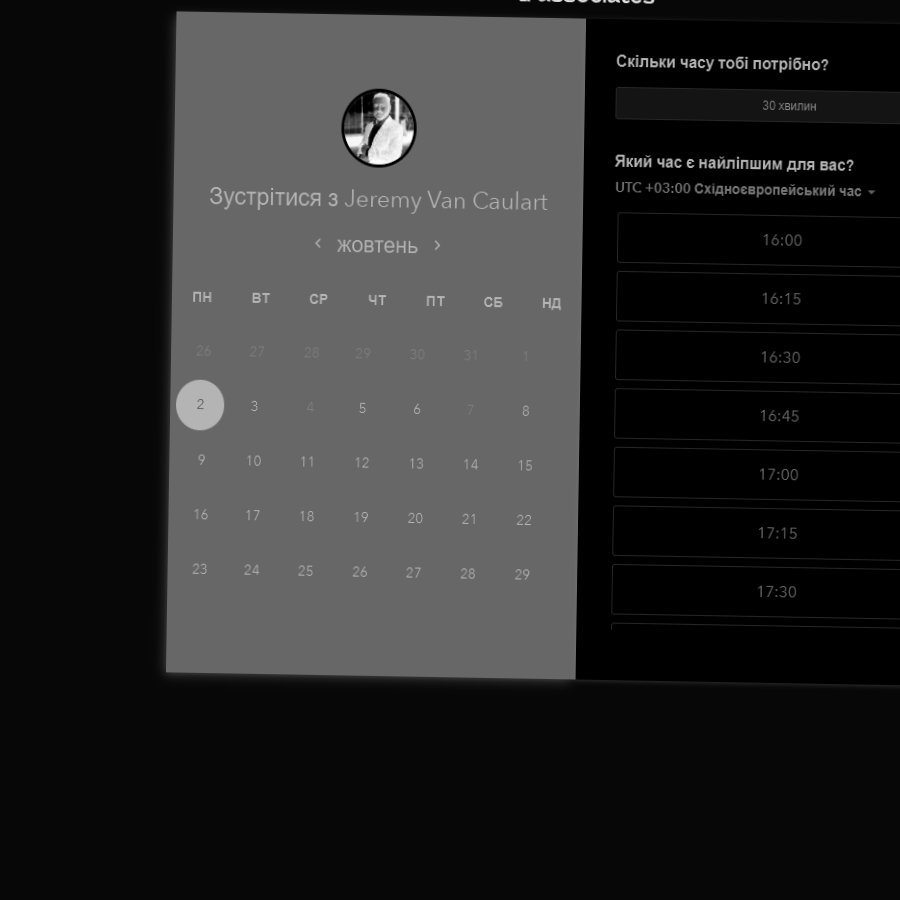 & associates
Зустрітися з Jeremy Van Caulart
‹ жовтень ›
ПН ВТ СР ЧТ ПТ СБ НД
26 27 28 29 30 31 1
2 3 4 5 6 7 8
9 10 11 12 13 14 15
16 17 18 19 20 21 22
23 24 25 26 27 28 29
Скільки часу тобі потрібно?
30 хвилин
Який час є найліпшим для вас?
UTC +03:00 Східноєвропейський час
16:00
16:15
16:30
16:45
17:00
17:15
17:30